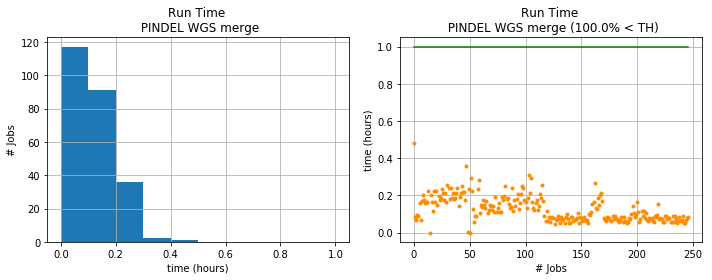 Run Time
PINDEL WGS merge
# Jobs
120
100
80
60
40
20
0
0.0 0.2 0.4 0.6 0.8 1.0
time (hours)
Run Time
PINDEL WGS merge (100.0% < TH)
time (hours)
1.0
0.8
0.6
0.4
0.2
0.0
0 50 100 150 200 250
# Jobs